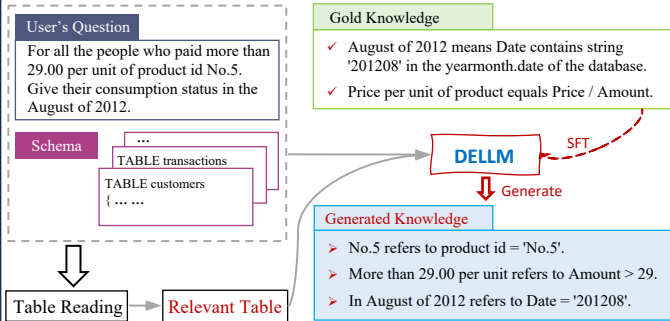 User's Question
For all the people who paid more than
29.00 per unit of product id No.5.
Give their consumption status in the
August of 2012.
Schema
...
TABLE transactions
TABLE customers
{ ... ...
Table Reading
Relevant Table
Gold Knowledge
✓ August of 2012 means Date contains string
'201208' in the yearmonth.date of the database.
✓ Price per unit of product equals Price / Amount.
DELLM
SFT
Generate
Generated Knowledge
➢ No.5 refers to product id = 'No.5'.
➢ More than 29.00 per unit refers to Amount > 29.
➢ In August of 2012 refers to Date = '201208'.